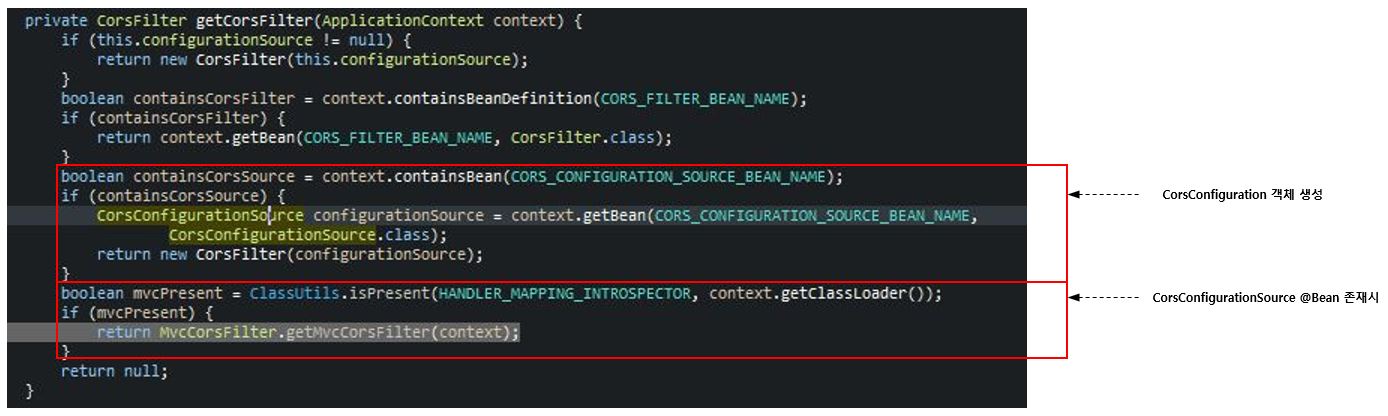 private CorsFilter getCorsFilter(ApplicationContext context) {
if (this.configurationSource != null) {
return new CorsFilter(this.configurationSource);
}
boolean containsCorsFilter = context.containsBeanDefinition(CORS_FILTER_BEAN_NAME);
if (containsCorsFilter) {
return context.getBean(CORS_FILTER_BEAN_NAME, CorsFilter.class);
}
boolean containsCorsSource = context.containsBean(CORS_CONFIGURATION_SOURCE_BEAN_NAME);
if (containsCorsSource) {
CorsConfigurationSource configurationSource = context.getBean(CORS_CONFIGURATION_SOURCE_BEAN_NAME,
CorsConfigurationSource.class);
return new CorsFilter(configurationSource);
}
boolean mvcPresent = ClassUtils.isPresent(HANDLER_MAPPING_INTROSPECTOR, context.getClassLoader());
if (mvcPresent) {
return MvcCorsFilter.getMvcCorsFilter(context);
}
return null;
}
CorsConfiguration 객체 생성
CorsConfigurationSource @Bean 존재시